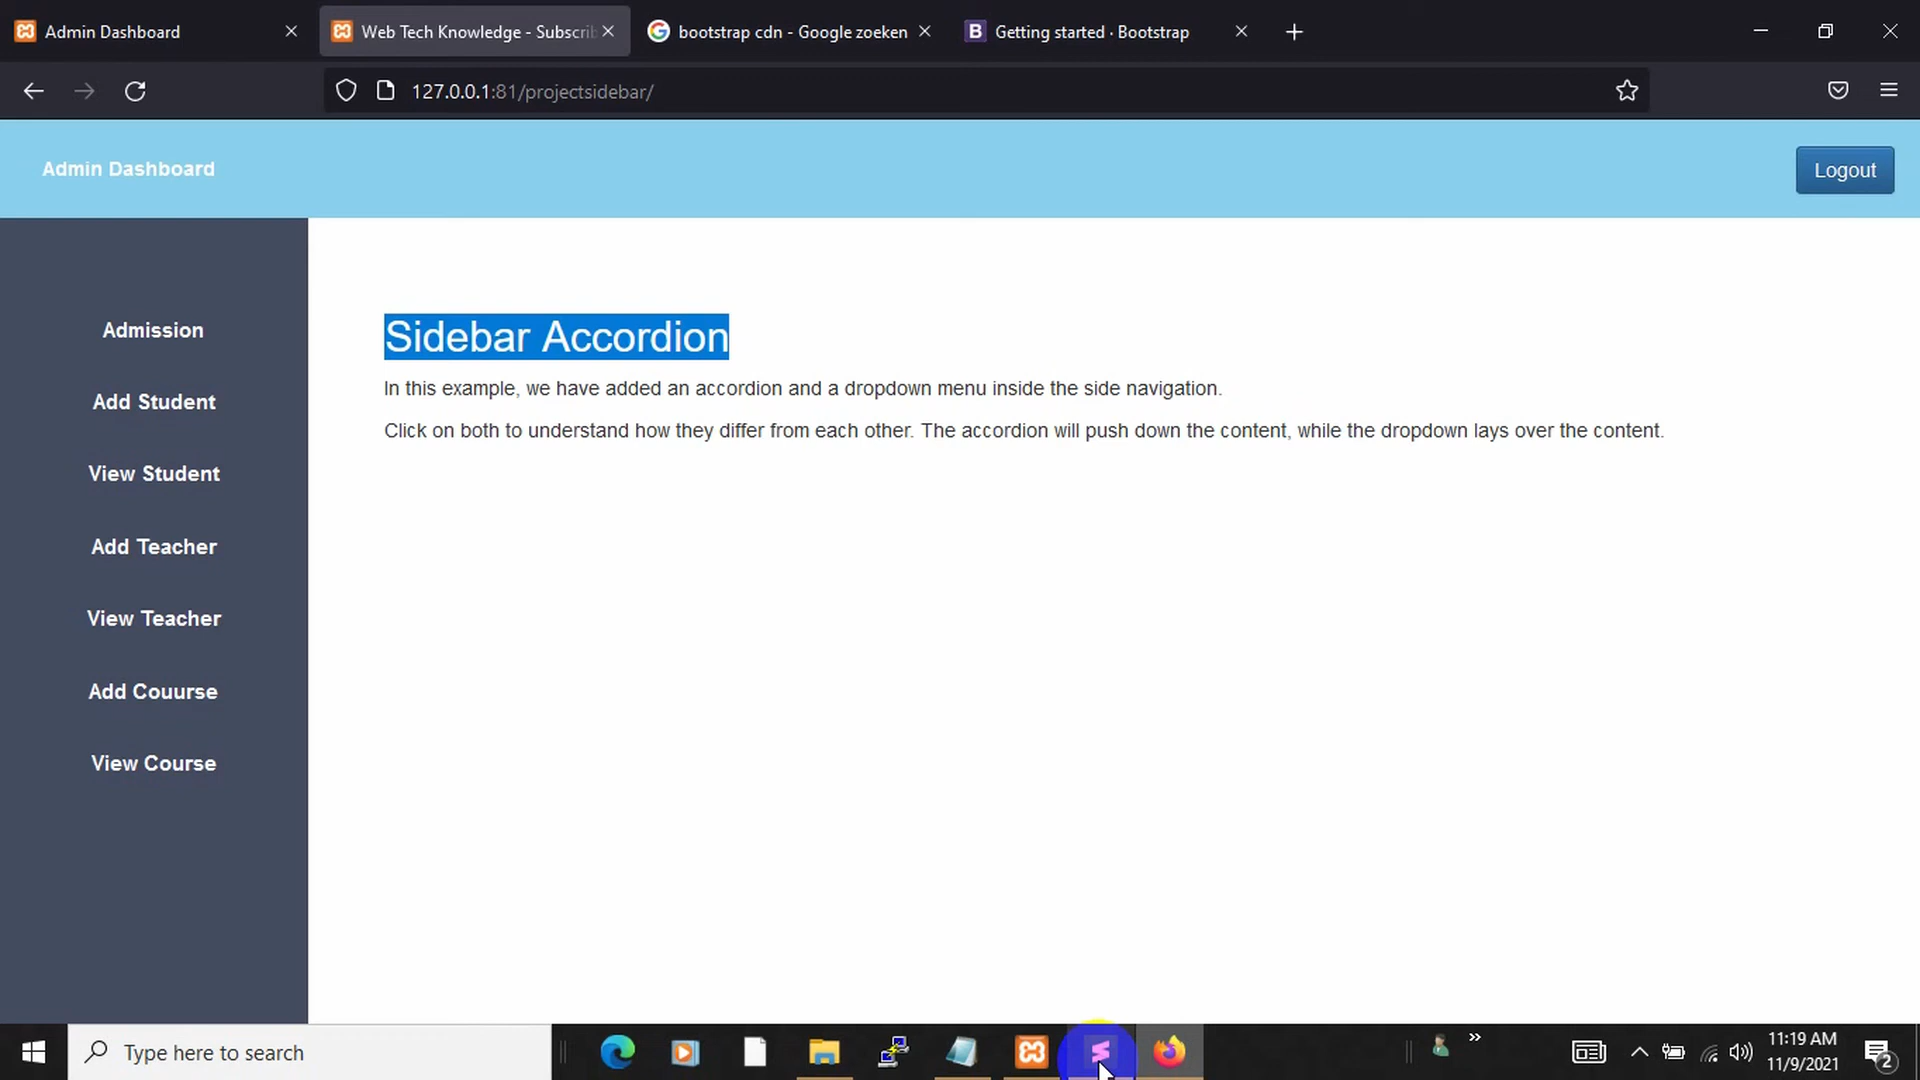 Admin Dashboard
Web Tech Knowledge - Subscrib
bootstrap cdn - Google zoeken
Getting started · Bootstrap
127.0.0.1:81/projectsidebar/
Admin Dashboard
Logout
Admission
Add Student
View Student
Add Teacher
View Teacher
Add Couurse
View Course
Sidebar Accordion
In this example, we have added an accordion and a dropdown menu inside the side navigation.
Click on both to understand how they differ from each other. The accordion will push down the content, while the dropdown lays over the content.
Type here to search
11:19 AM
11/9/2021
2